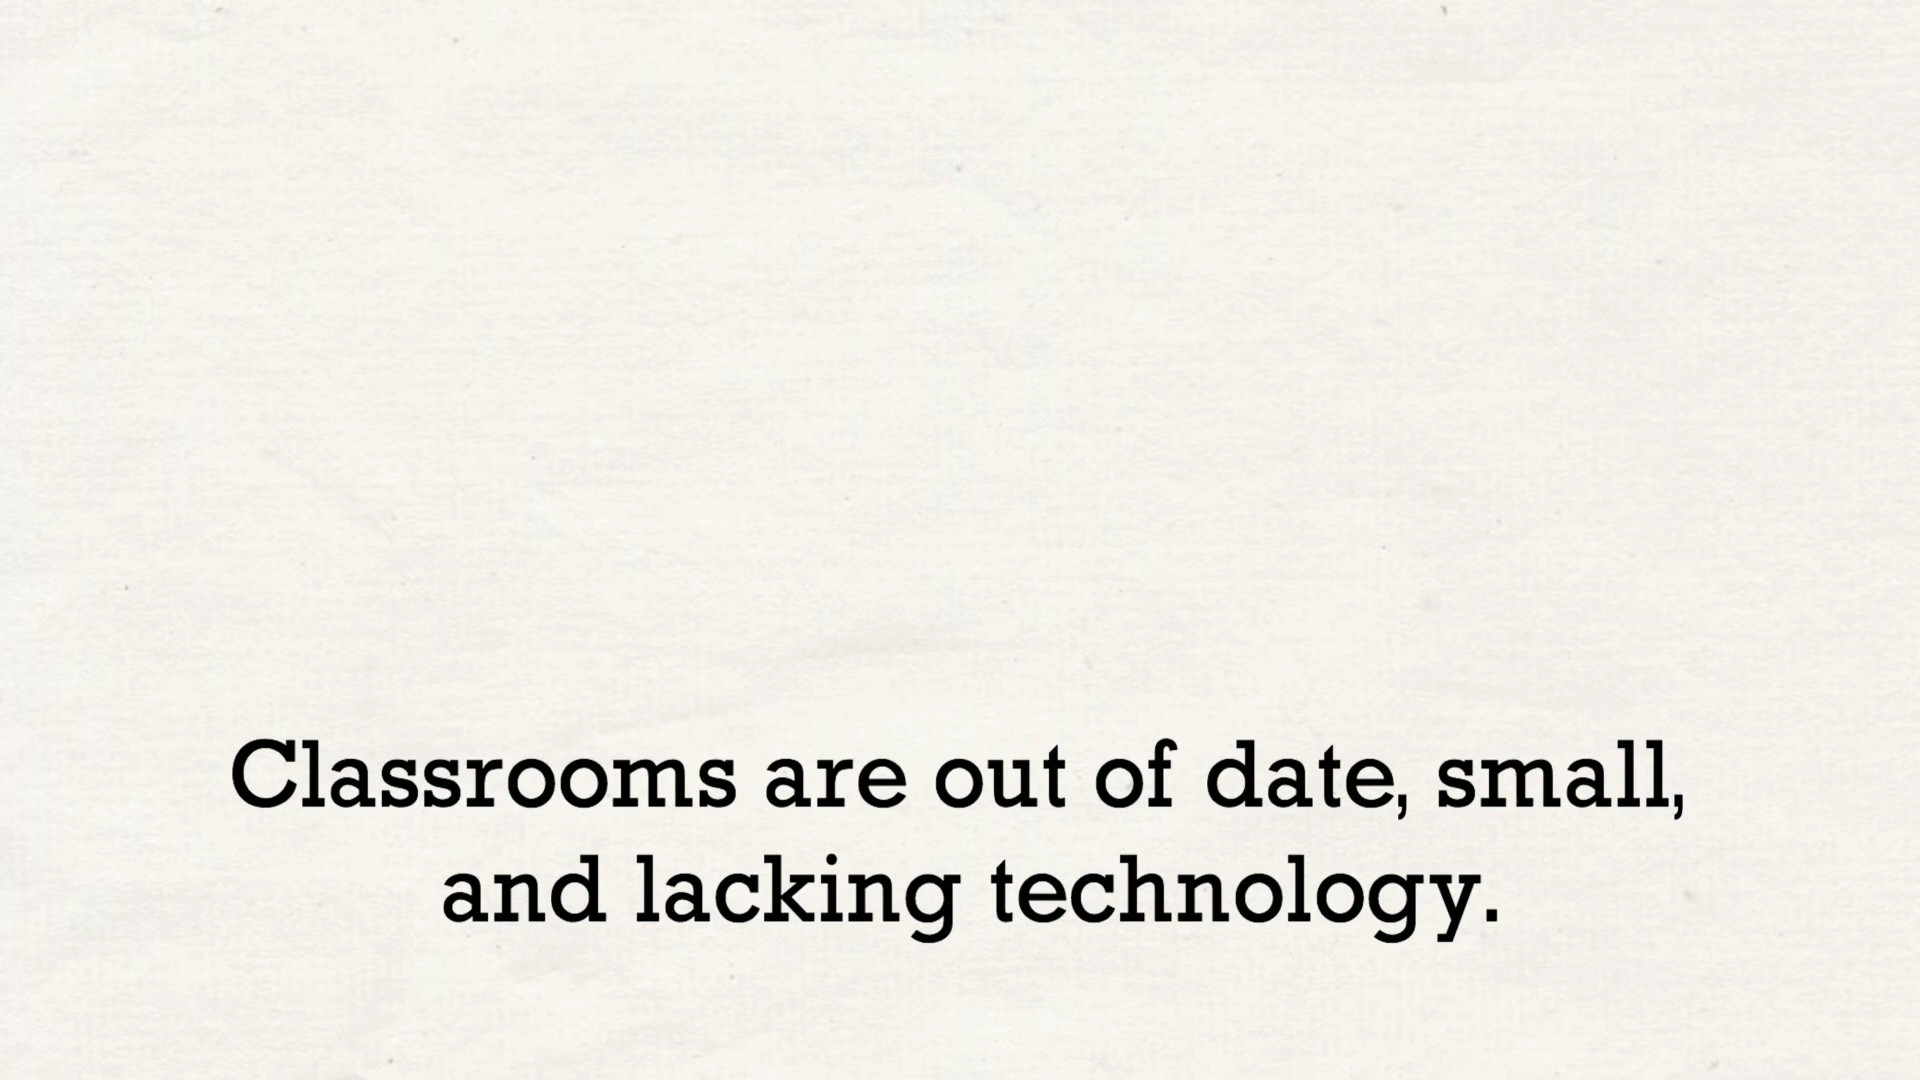 Classrooms are out of date, small,
and lacking technology.